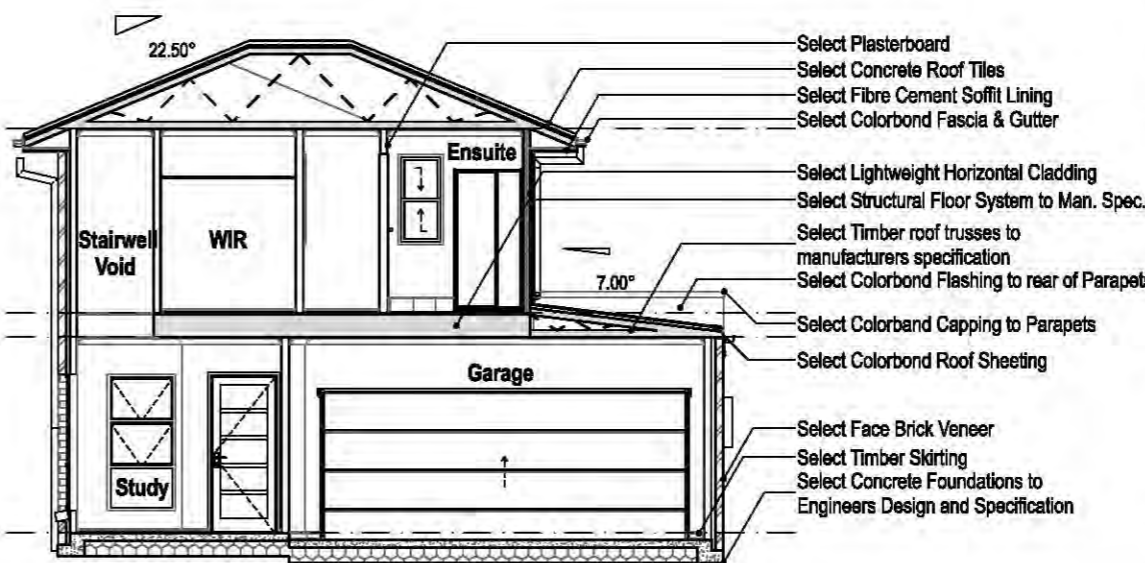 22.50°
Select Plasterboard
Select Concrete Roof Tiles
Select Fibre Cement Soffit Lining
Select Colorbond Fascia & Gutter
Ensuite
Select Lightweight Horizontal Cladding
Select Structural Floor System to Man. Spec.
Stairwell
Void
WIR
Select Timber roof trusses to
manufacturers specification
7.00°
Select Colorbond Flashing to rear of Parapets
Select Colorband Capping to Parapets
Select Colorbond Roof Sheeting
Garage
Select Face Brick Veneer
Select Timber Skirting
Study
Select Concrete Foundations to
Engineers Design and Specification